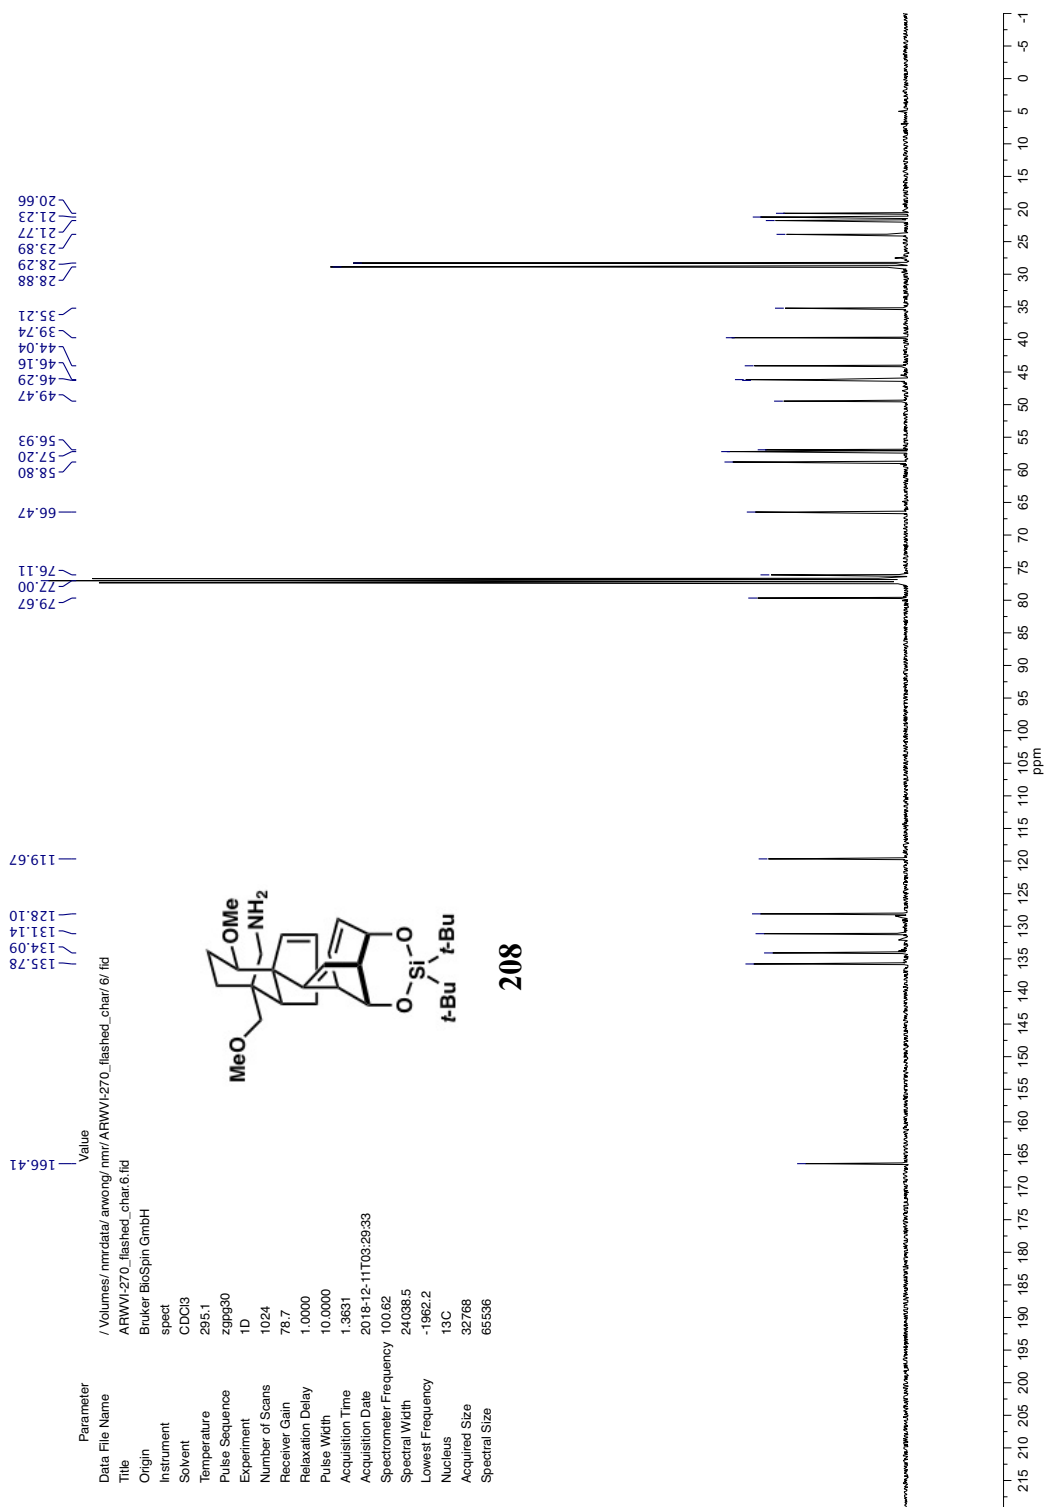 Parameter Value
Data File Name / Volumes/ nmrdata/ arwong/ nmr/ ARWVI-270_flashed_char/ 6/ fid
Title ARWVI-270_flashed_char.6.fid
Origin Bruker BioSpin GmbH
Instrument spect
Solvent CDCl3
Temperature 295.1
Pulse Sequence zgpg30
Experiment 1D
Number of Scans 1024
Receiver Gain 78.7
Relaxation Delay 1.0000
Pulse Width 10.0000
Acquisition Time 1.3631
Acquisition Date 2018-12-11T03:29:33
Spectrometer Frequency 100.62
Spectral Width 24038.5
Lowest Frequency -1962.2
Nucleus 13C
Acquired Size 32768
Spectral Size 65536
MeO
OMe
NH2
O
O
Si
t-Bu
t-Bu
208
166.41
135.78
134.09
131.14
128.10
119.67
79.67
77.00
76.11
66.47
58.80
57.20
56.93
49.47
46.29
46.16
44.04
39.74
35.21
28.88
28.29
23.89
21.77
21.23
20.66
215 210 205 200 195 190 185 180 175 170 165 160 155 150 145 140 135 130 125 120 115 110 105 100 95 90 85 80 75 70 65 60 55 50 45 40 35 30 25 20 15 10 5 0 -5 -1
ppm